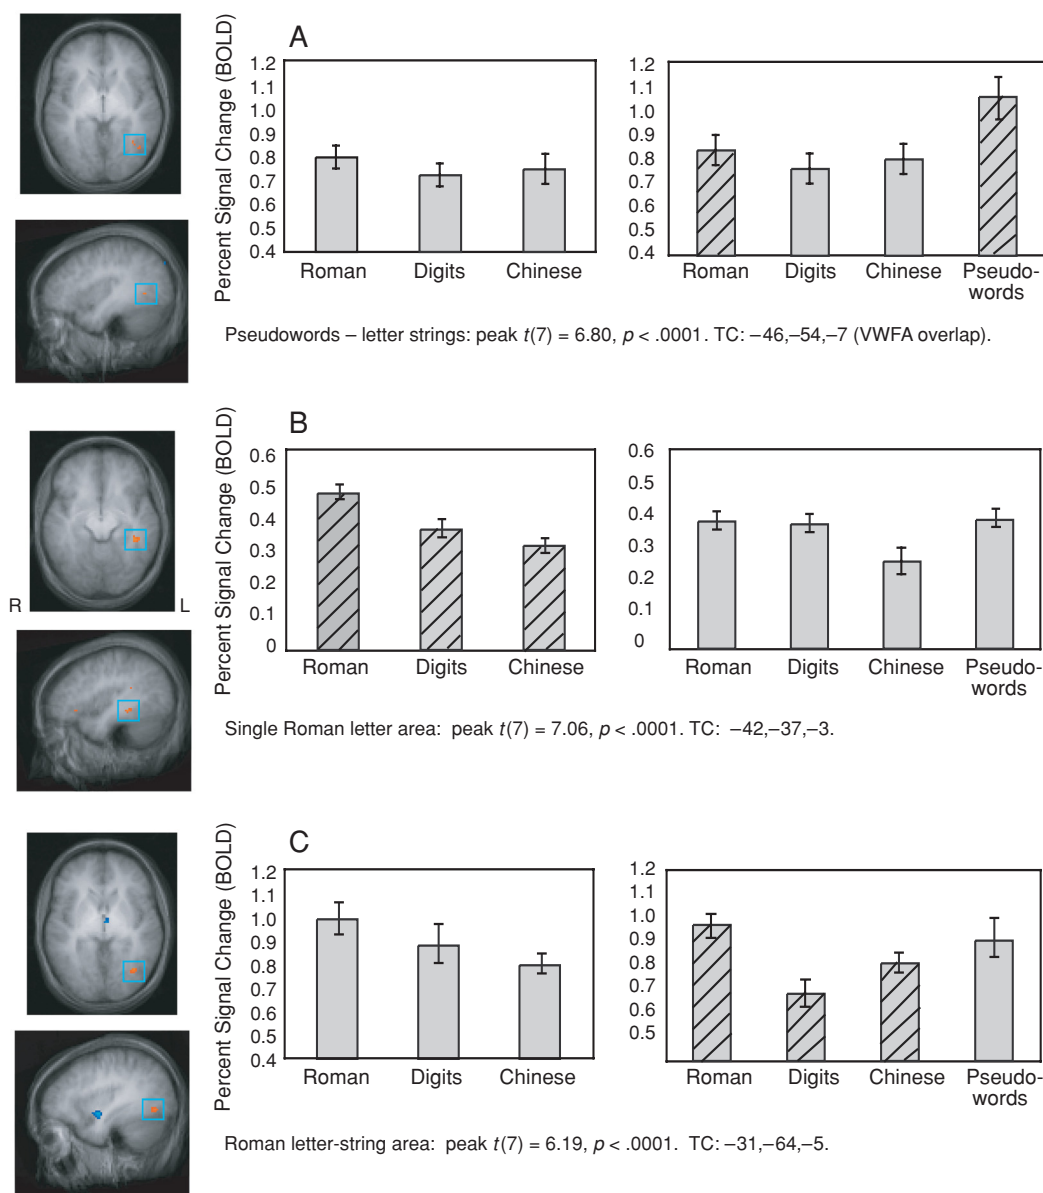 A
Percent Signal Change (BOLD)
1.2
1.1
1.0
0.9
0.8
0.7
0.6
0.5
0.4
Roman Digits Chinese
1.2
1.1
1.0
0.9
0.8
0.7
0.6
0.5
0.4
Roman Digits Chinese Pseudo-
words
Pseudowords – letter strings: peak t(7) = 6.80, p < .0001. TC: –46,–54,–7 (VWFA overlap).
B
Percent Signal Change (BOLD)
0.6
0.5
0.4
0.3
0.2
0.1
0
Roman Digits Chinese
0.6
0.5
0.4
0.3
0.2
0.1
0
Roman Digits Chinese Pseudo-
words
R L
Single Roman letter area: peak t(7) = 7.06, p < .0001. TC: –42,–37,–3.
C
Percent Signal Change (BOLD)
1.2
1.1
1.0
0.9
0.8
0.7
0.6
0.5
0.4
Roman Digits Chinese
1.2
1.1
1.0
0.9
0.8
0.7
0.6
0.5
Roman Digits Chinese Pseudo-
words
Roman letter-string area: peak t(7) = 6.19, p < .0001. TC: –31,–64,–5.